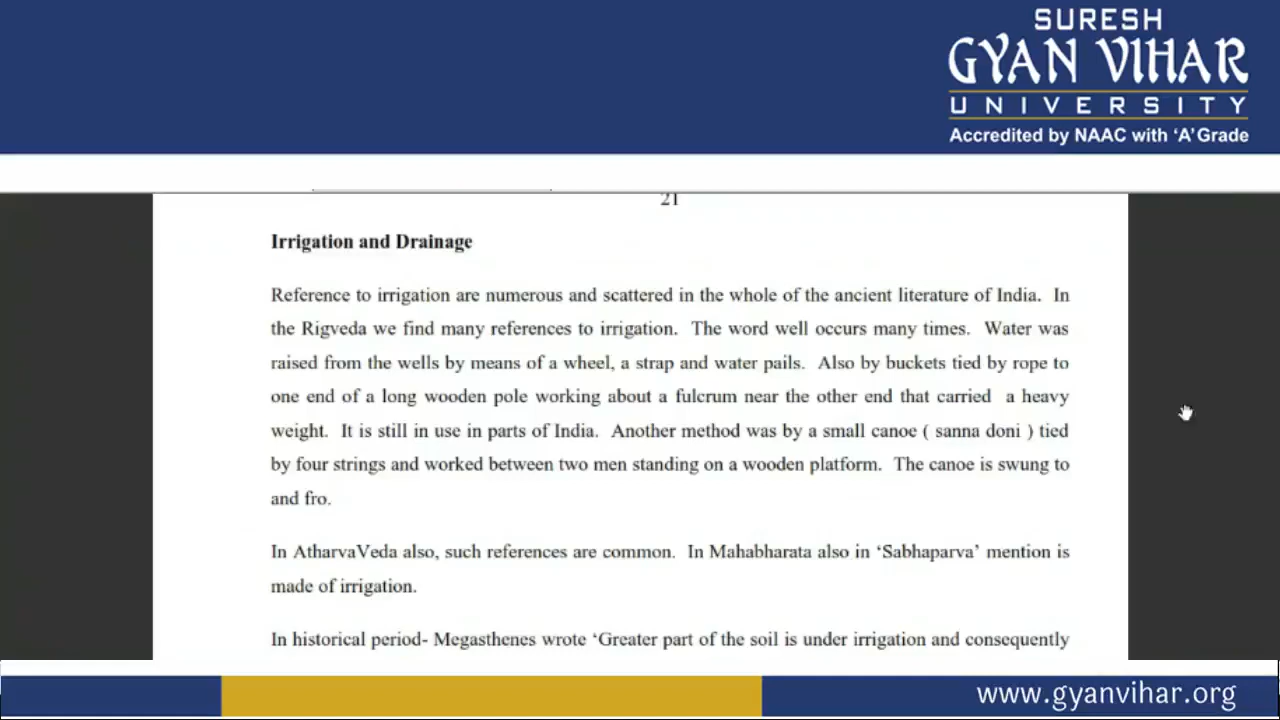 SURESH
GYAN VIHAR
UNIVERSITY
Accredited by NAAC with ‘A’ Grade
21
Irrigation and Drainage
Reference to irrigation are numerous and scattered in the whole of the ancient literature of India. In
the Rigveda we find many references to irrigation. The word well occurs many times. Water was
raised from the wells by means of a wheel, a strap and water pails. Also by buckets tied by rope to
one end of a long wooden pole working about a fulcrum near the other end that carried a heavy
weight. It is still in use in parts of India. Another method was by a small canoe ( sanna doni ) tied
by four strings and worked between two men standing on a wooden platform. The canoe is swung to
and fro.
In AtharvaVeda also, such references are common. In Mahabharata also in ‘Sabhaparva’ mention is
made of irrigation.
In historical period- Megasthenes wrote ‘Greater part of the soil is under irrigation and consequently
www.gyanvihar.org